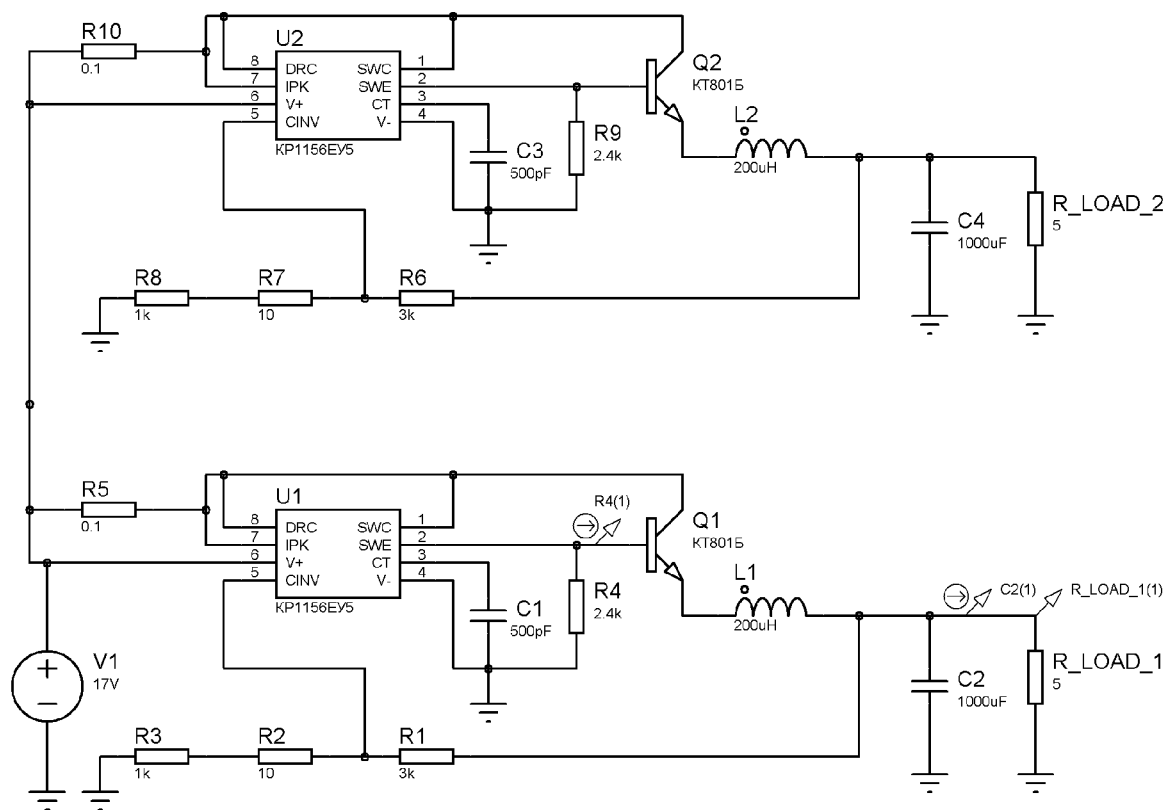 R10
0.1
U2
8 DRC SWC 1
7 IPK SWE 2
6 V+ CT 3
5 CINV V- 4
КР1156ЕУ5
Q2
КТ801Б
L2
200uH
C3
500pF
R9
2.4k
C4
1000uF
R_LOAD_2
5
R8
1k
R7
10
R6
3k
R5
0.1
U1
8 DRC SWC 1
7 IPK SWE 2
6 V+ CT 3
5 CINV V- 4
КР1156ЕУ5
R4(1)
Q1
КТ801Б
L1
200uH
C1
500pF
R4
2.4k
C2(1)
R_LOAD_1(1)
C2
1000uF
R_LOAD_1
5
V1
17V
R3
1k
R2
10
R1
3k